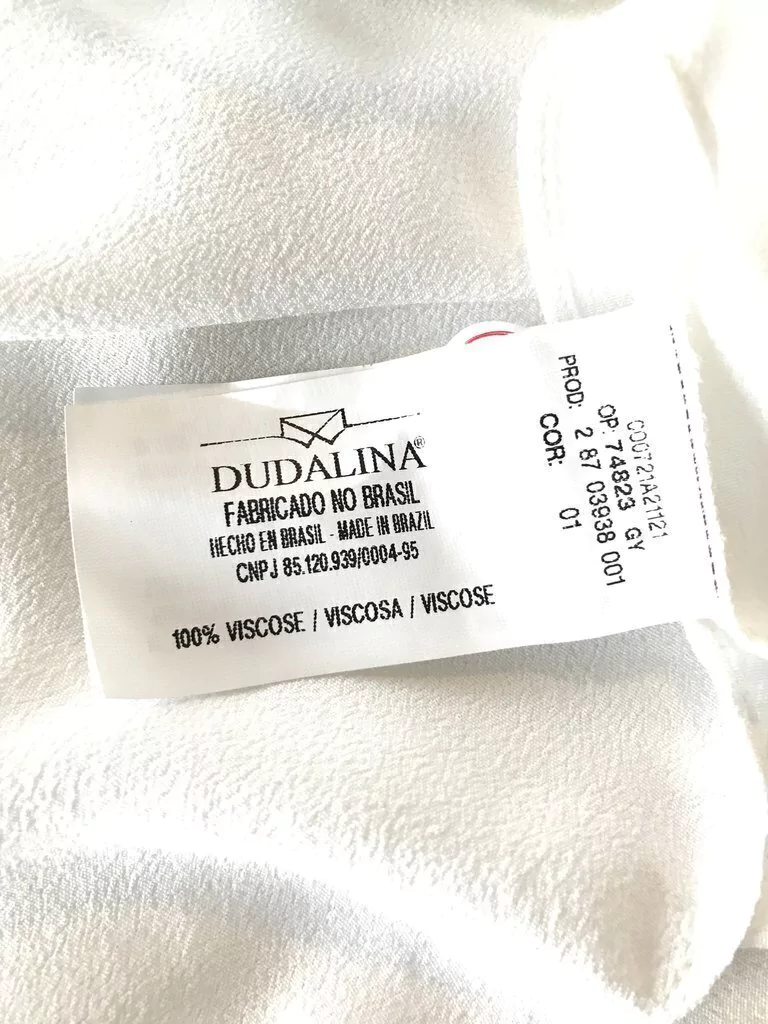 DUDALINA®
FABRICADO NO BRASIL
HECHO EN BRASIL - MADE IN BRAZIL
CNPJ 85.120.939/0004-95
100% VISCOSE / VISCOSA / VISCOSE
OP: 74823 GY
PROD: 2 87 03938 001
COR: 01